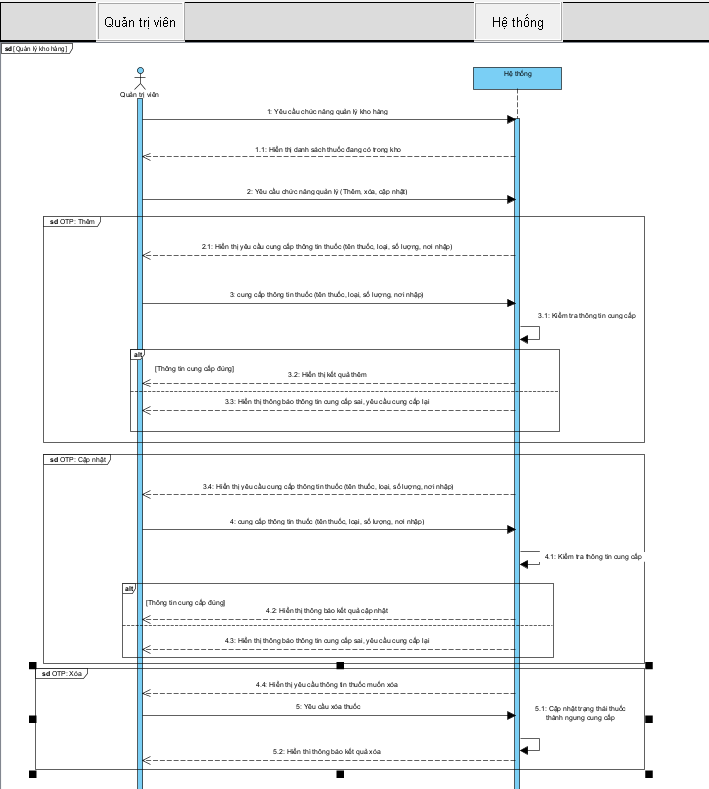 Quản trị viên
Hệ thống
sd [Quản lý kho hàng]
Hệ thống
Quản trị viên
1: Yêu cầu chức năng quản lý kho hàng
1.1: Hiển thị danh sách thuốc đang có trong kho
2: Yêu cầu chức năng quản lý (Thêm, xóa, cập nhật)
sd OTP: Thêm
2.1: Hiển thị yêu cầu cung cấp thông tin thuốc (tên thuốc, loại, số lượng, nơi nhập)
3: cung cấp thông tin thuốc (tên thuốc, loại, số lượng, nơi nhập)
3.1: Kiểm tra thông tin cung cấp
alt
[Thông tin cung cấp đúng]
3.2: Hiển thị kết quả thêm
3.3: Hiển thị thông báo thông tin cung cấp sai, yêu cầu cung cấp lại
sd OTP: Cập nhật
3.4: Hiển thị yêu cầu cung cấp thông tin thuốc (tên thuốc, loại, số lượng, nơi nhập)
4: cung cấp thông tin thuốc (tên thuốc, loại, số lượng, nơi nhập)
4.1: Kiểm tra thông tin cung cấp
alt
[Thông tin cung cấp đúng]
4.2: Hiển thị thông báo kết quả cập nhật
4.3: Hiển thị thông báo thông tin cung cấp sai, yêu cầu cung cấp lại
sd OTP: Xóa
4.4: Hiển thị yêu cầu thông tin thuốc muốn xóa
5: Yêu cầu xóa thuốc
5.1: Cập nhật trạng thái thuốc
thành ngưng cung cấp
5.2: Hiển thì thông báo kết quả xóa